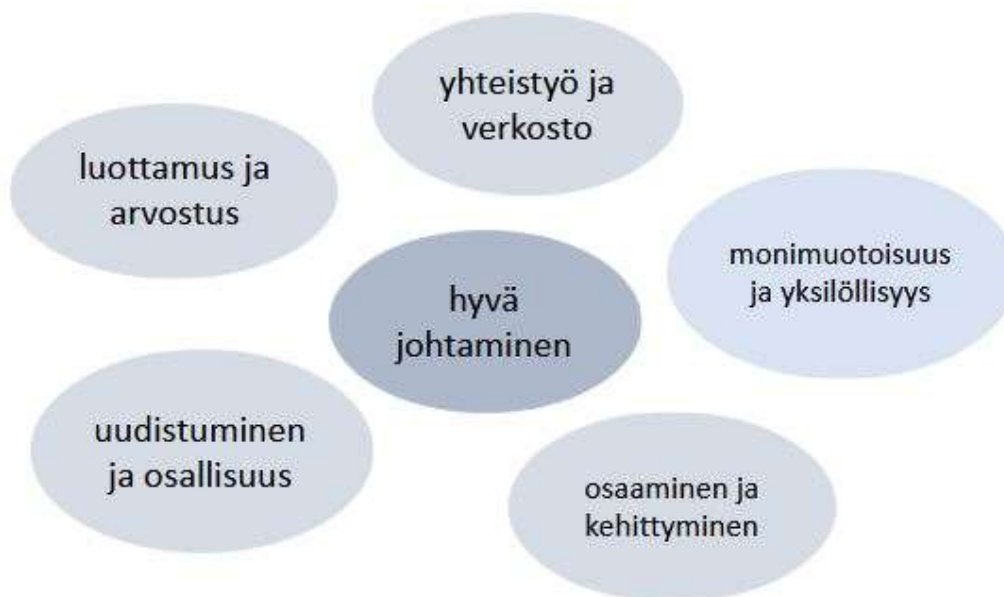 yhteistyö ja
verkosto
luottamus ja
arvostus
monimuotoisuus
ja yksilöllisyys
hyvä
johtaminen
uudistuminen
ja osallisuus
osaaminen ja
kehittyminen